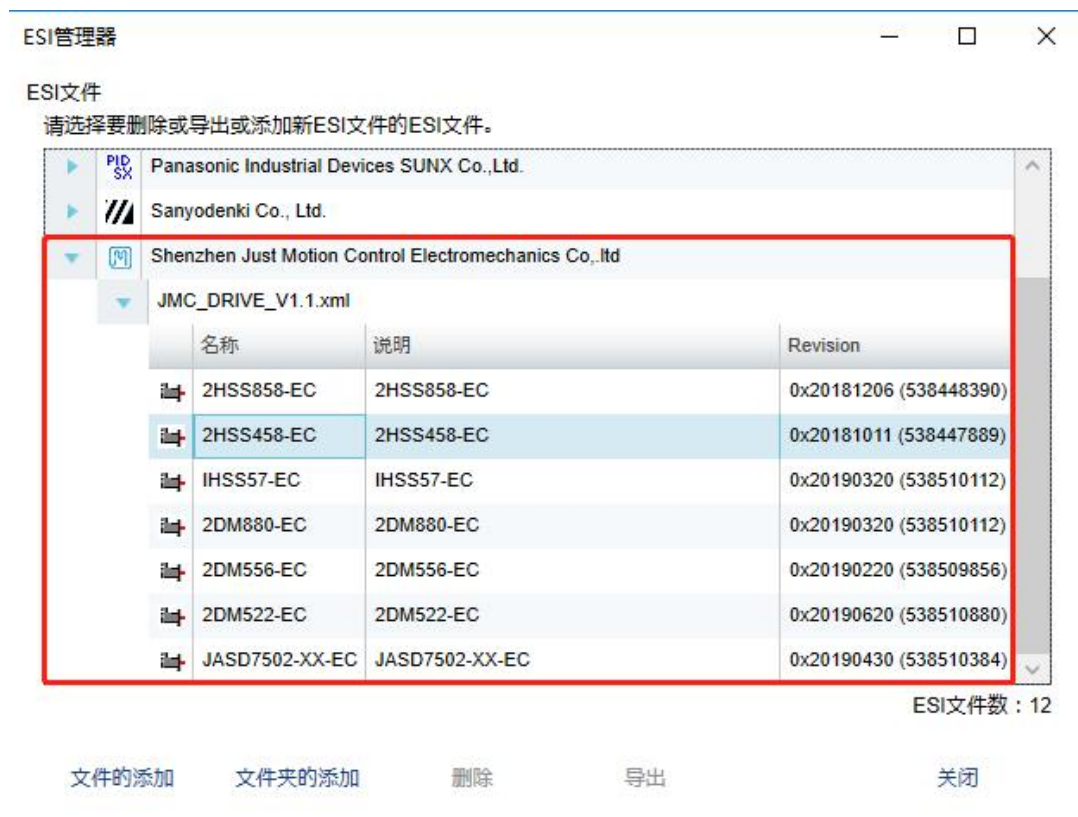 ESI管理器
ESI文件
请选择要删除或导出或添加新ESI文件的ESI文件。
PID SX Panasonic Industrial Devices SUNX Co.,Ltd.
Sanyodenki Co., Ltd.
Shenzhen Just Motion Control Electromechanics Co,.ltd
JMC_DRIVE_V1.1.xml
名称 说明 Revision
2HSS858-EC 2HSS858-EC 0x20181206 (538448390)
2HSS458-EC 2HSS458-EC 0x20181011 (538447889)
IHSS57-EC IHSS57-EC 0x20190320 (538510112)
2DM880-EC 2DM880-EC 0x20190320 (538510112)
2DM556-EC 2DM556-EC 0x20190220 (538509856)
2DM522-EC 2DM522-EC 0x20190620 (538510880)
JASD7502-XX-EC JASD7502-XX-EC 0x20190430 (538510384)
ESI文件数：12
文件的添加 文件夹的添加 删除 导出 关闭